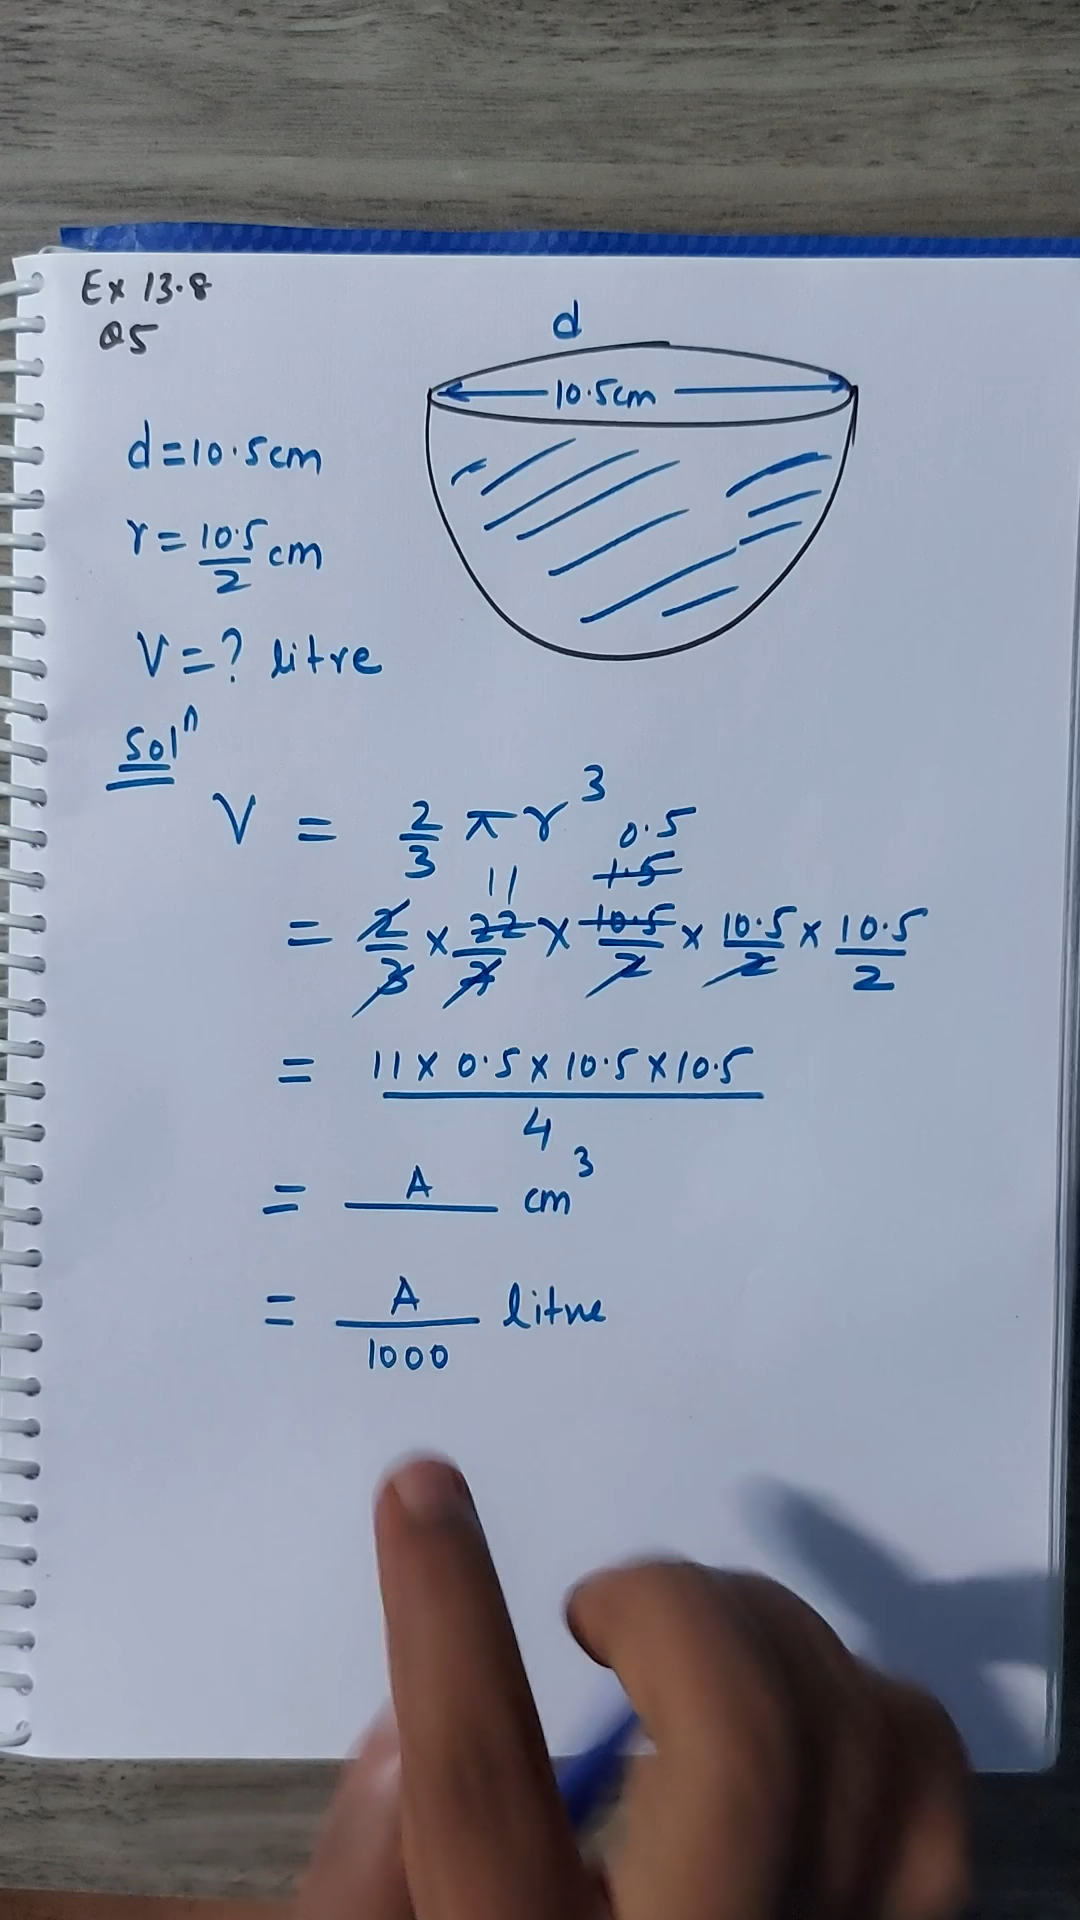 Ex 13.8
Q5
d
10.5cm
d=10.5cm
r=10.5/2 cm
V=? litre
Solⁿ
V = 2/3 πr³
0.5
11 1.5
= 2/3 × 22/7 × 10.5/2 × 10.5/2 × 10.5/2
= 11×0.5×10.5×10.5/4
= A cm³
= A/1000 litre